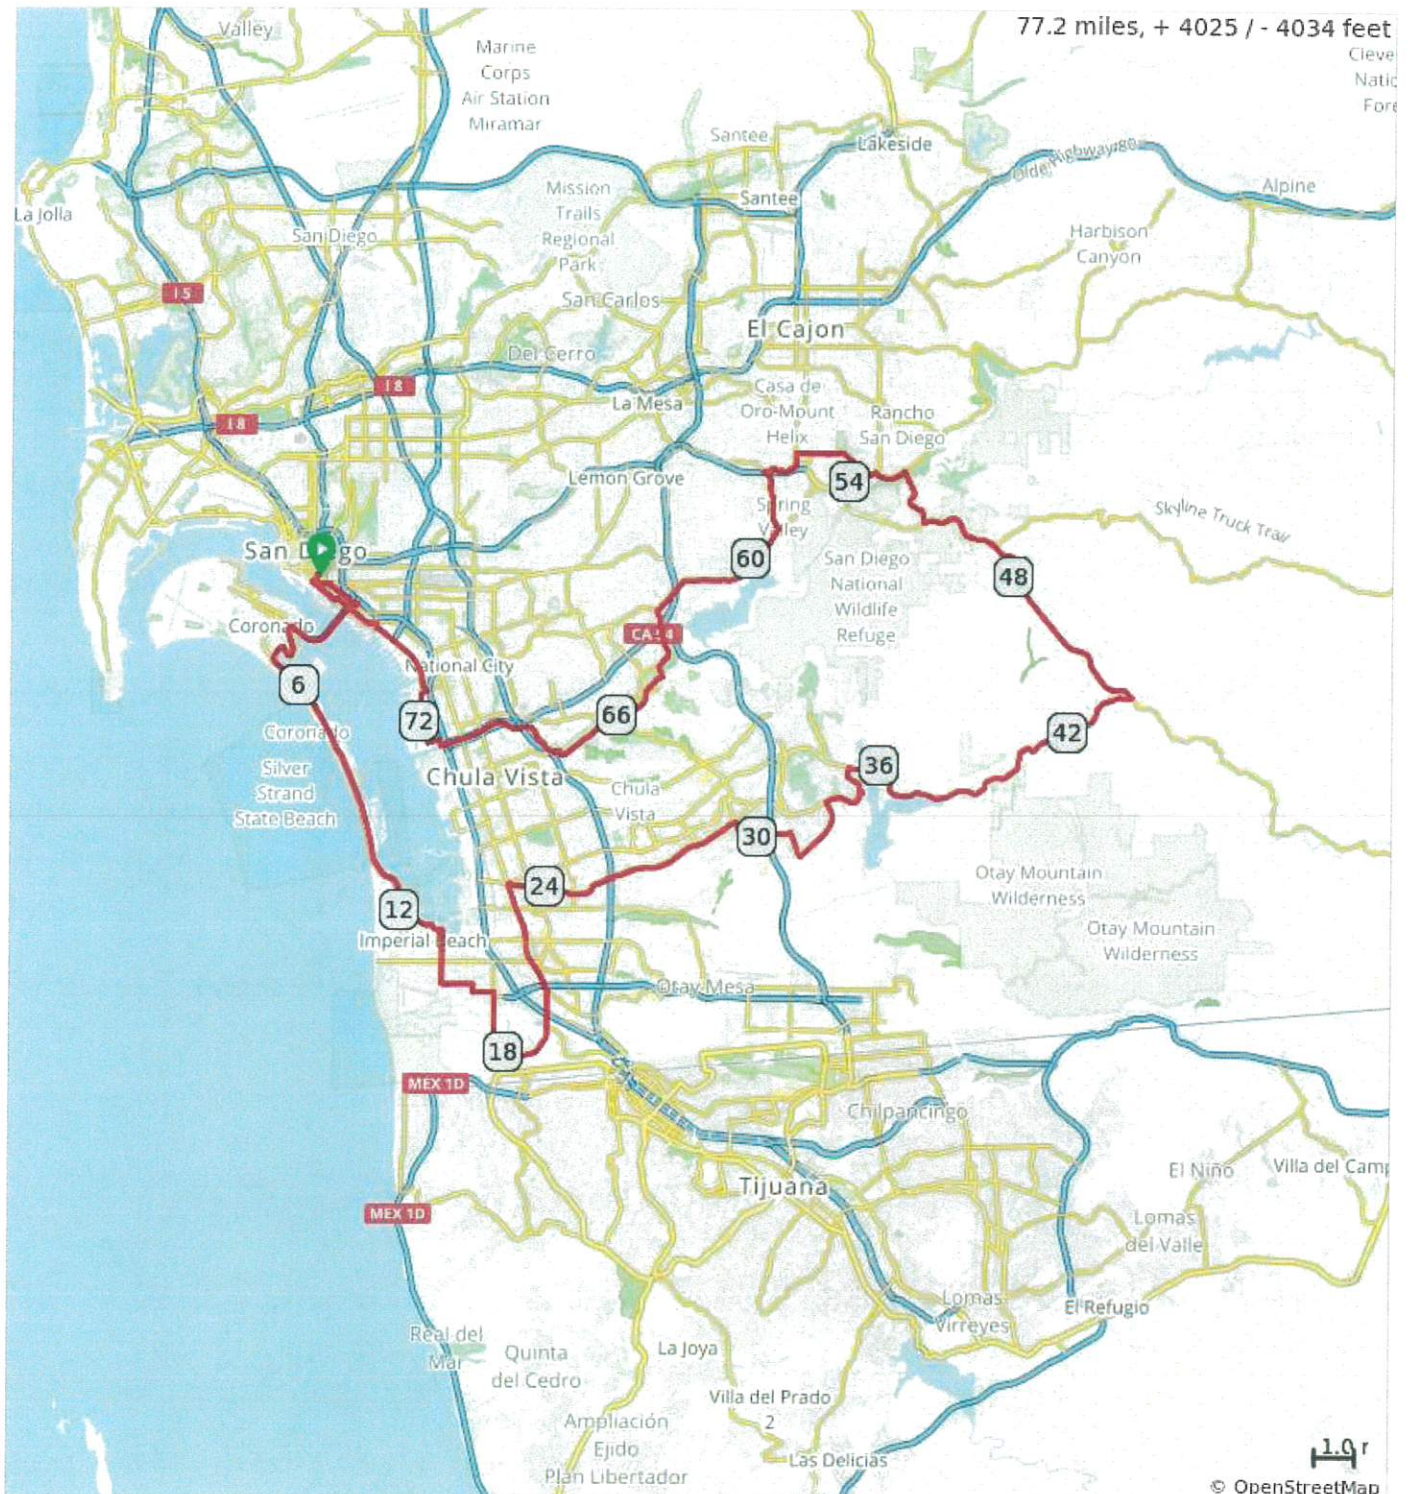 77.2 miles, + 4025 / - 4034 feet
Valley
Marine
Corps
Air Station
Miramar
Cleve
Natio
Fore
Santee
Lakeside
Olde Highway 80
Alpine
La Jolla
Mission
Trails
Regional
Park
Santee
San Diego
Harbison
Canyon
I 5
San Carlos
El Cajon
Del Cerro
I 8
La Mesa
Casa de
Oro-Mount
Helix
Rancho
San Diego
I 8
Lemon Grove
54
Spring
Valley
Skyline Truck Trail
San Diego
60
San Diego
National
Wildlife
Refuge
48
Coronado
CA 54
National City
6
72
66
42
Coronado
Silver
Strand
State Beach
Chula Vista
Chula
Vista
36
30
24
12
Otay Mountain
Wilderness
Imperial Beach
Otay Mountain
Wilderness
Otay Mesa
18
MEX 1D
Chilpancingo
El Niño
Villa del Camp
Tijuana
MEX 1D
Lomas
del Valle
Lomas
Virreyes
El Refugio
Real del
Mar
Quinta
del Cedro
La Joya
Villa del Prado
2
Ampliación
Ejido
Plan Libertador
Las Delicias
1.0 r
© OpenStreetMap